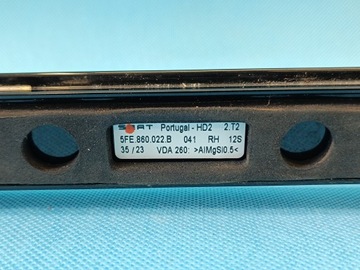 SEAT Portugal - HD2 2.T2
5FE.860.022.B 041 RH 12S
35 / 23 VDA 260: >AlMgSi0.5<